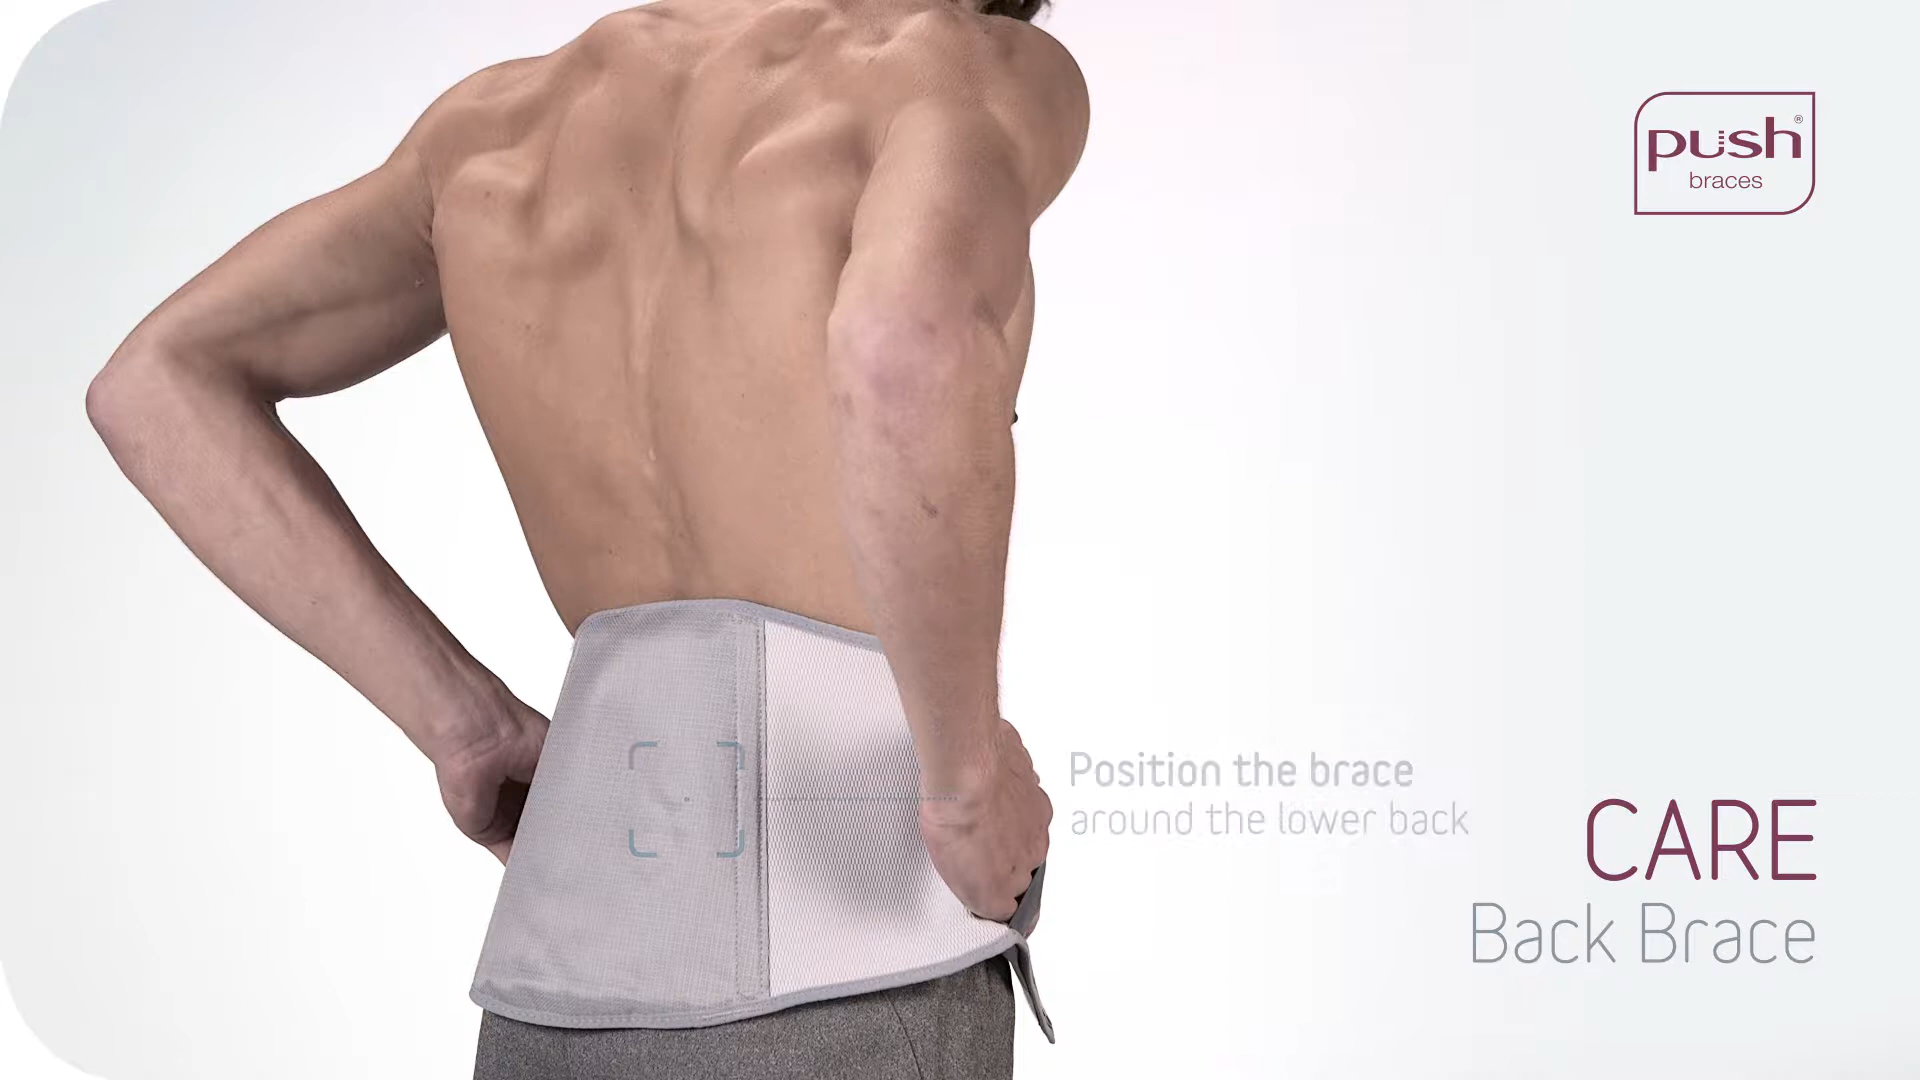 push®
braces
Position the brace
around the lower back
CARE
Back Brace